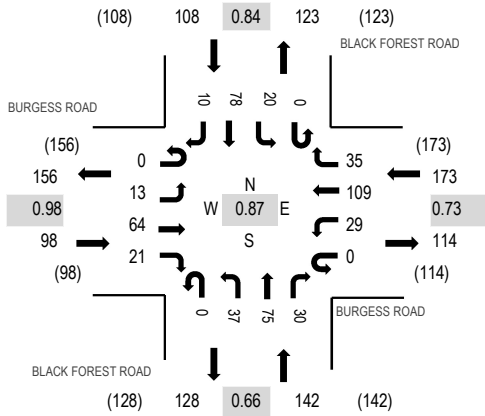 (108) 108 0.84 123 (123)
BLACK FOREST ROAD
BURGESS ROAD
10 78 20 0
(156) (173)
156 0 35 173
13 N 109
0.98 W 0.87 E 0.73
64 S 29
98 21 0 114
(98) (114)
0 37 75 30
BURGESS ROAD
BLACK FOREST ROAD
(128) 128 0.66 142 (142)